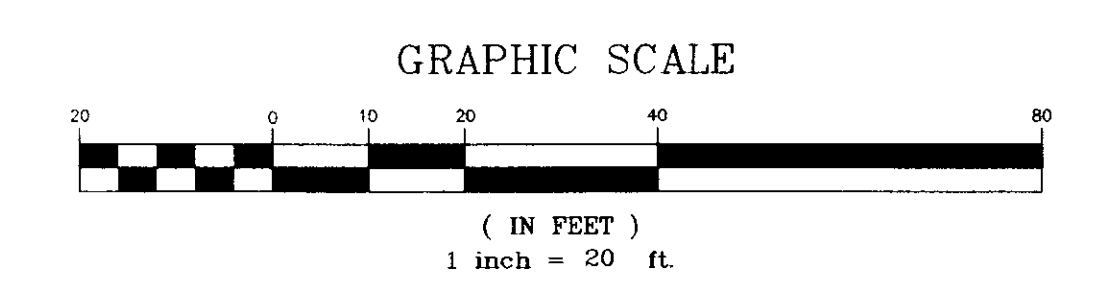 GRAPHIC SCALE
20 0 10 20 40 80
( IN FEET )
1 inch = 20 ft.